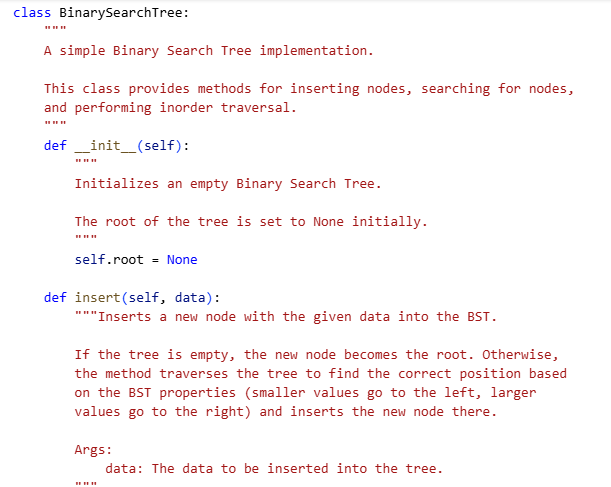 class BinarySearchTree:
    """
    A simple Binary Search Tree implementation.

    This class provides methods for inserting nodes, searching for nodes,
    and performing inorder traversal.
    """
    def __init__(self):
        """
        Initializes an empty Binary Search Tree.

        The root of the tree is set to None initially.
        """
        self.root = None

    def insert(self, data):
        """Inserts a new node with the given data into the BST.

        If the tree is empty, the new node becomes the root. Otherwise,
        the method traverses the tree to find the correct position based
        on the BST properties (smaller values go to the left, larger
        values go to the right) and inserts the new node there.

        Args:
            data: The data to be inserted into the tree.
        """